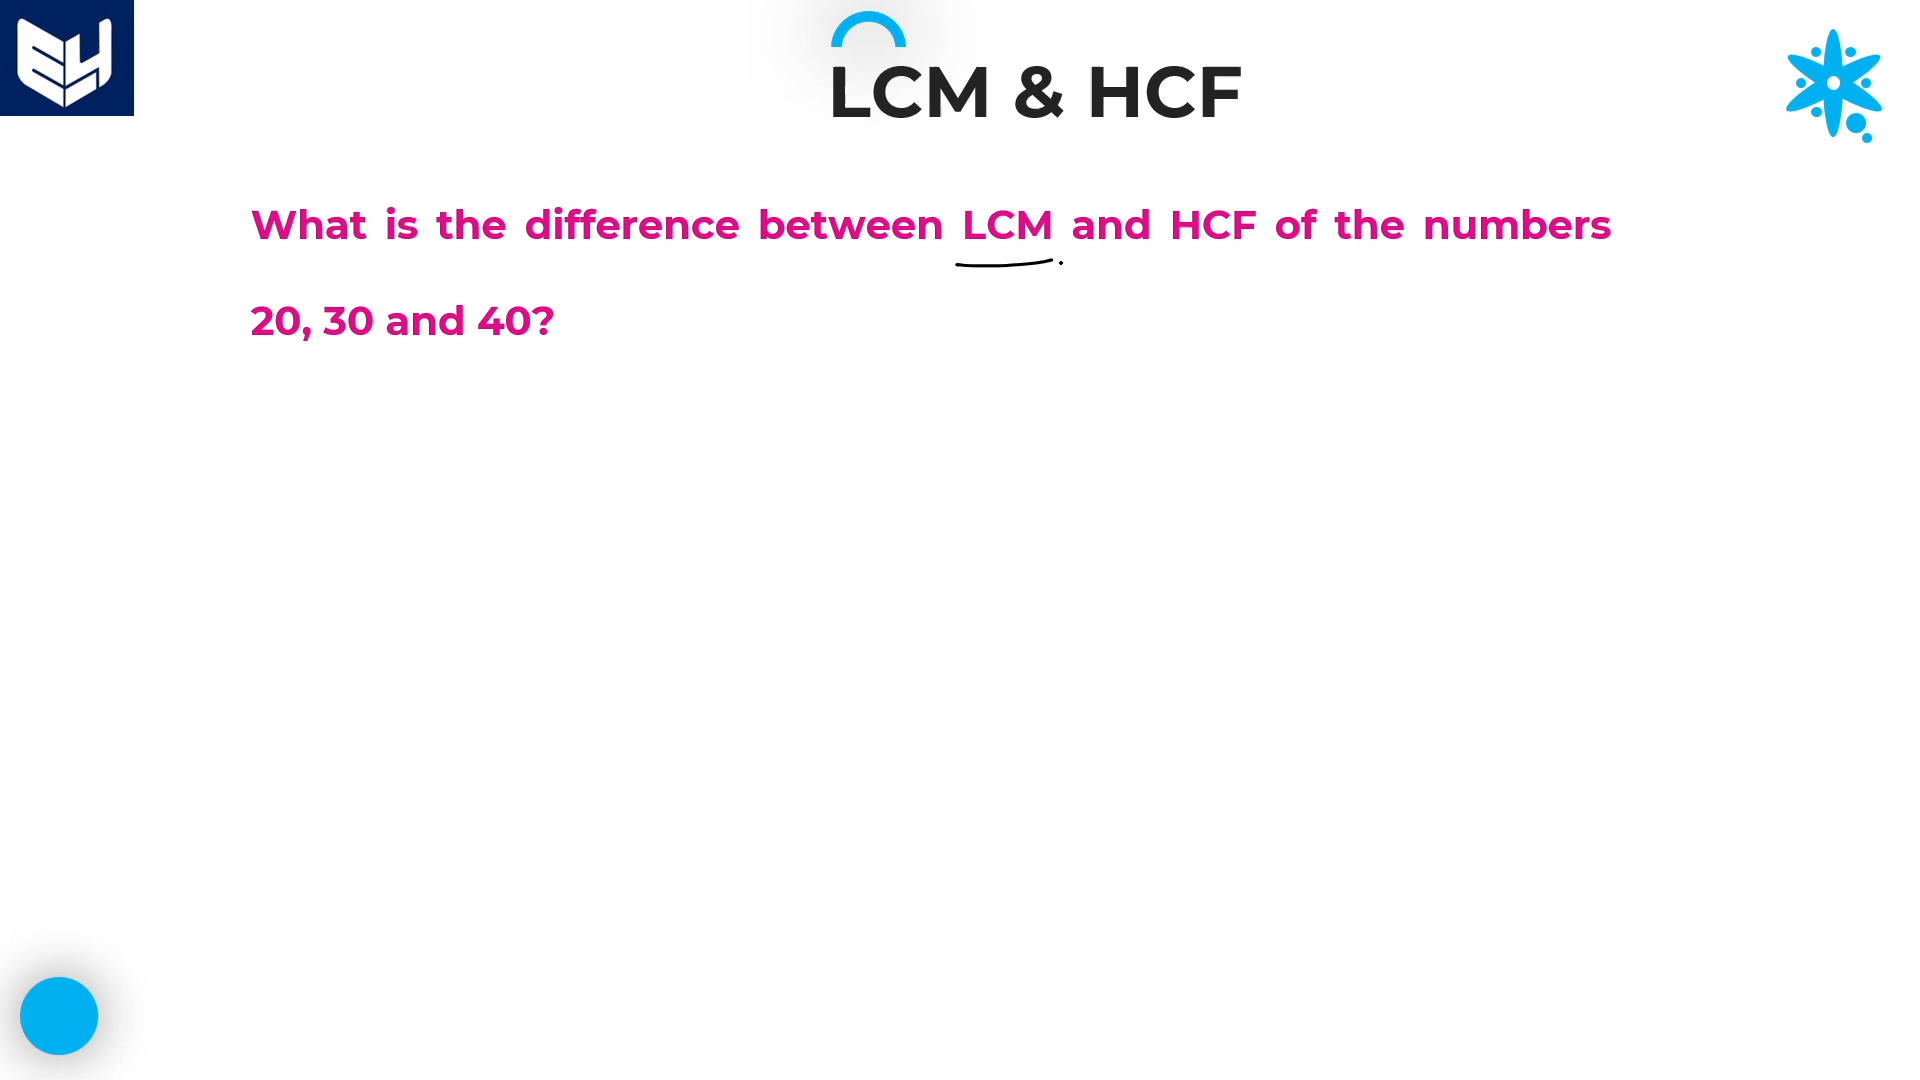 LCM & HCF
What is the difference between LCM and HCF of the numbers
20, 30 and 40?